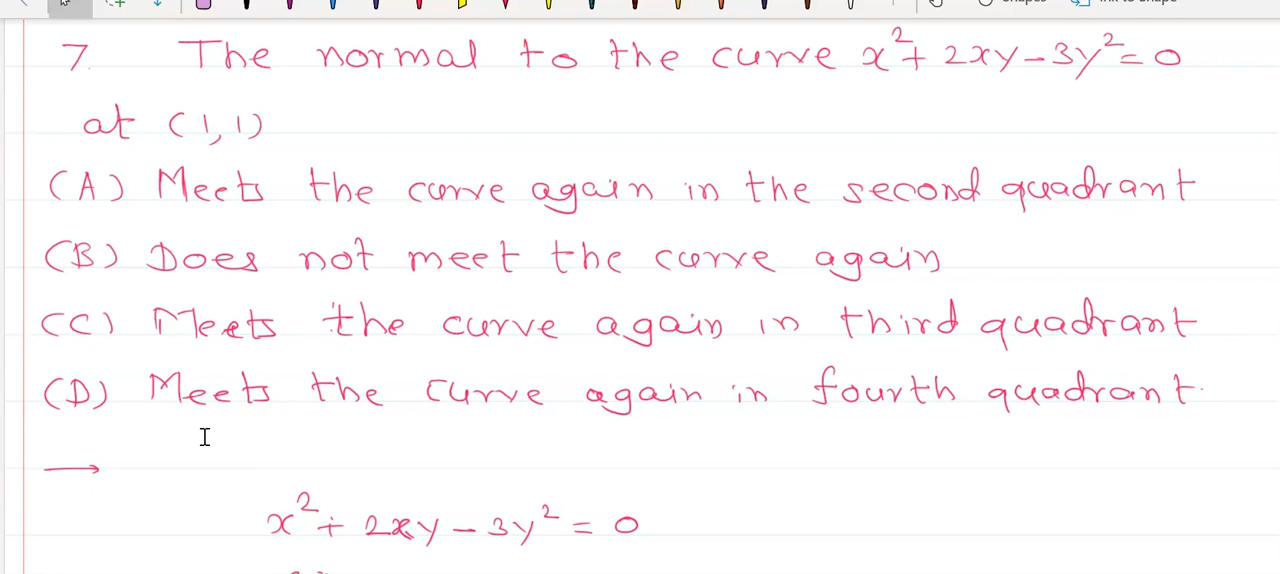 7. The normal to the curve x²+ 2xy-3y²=0
at (1,1)
(A) Meets the curve again in the second quadrant
(B) Does not meet the curve again
(C) Meets the curve again in third quadrant
(D) Meets the curve again in fourth quadrant.
→
x²+ 2xy-3y² = 0